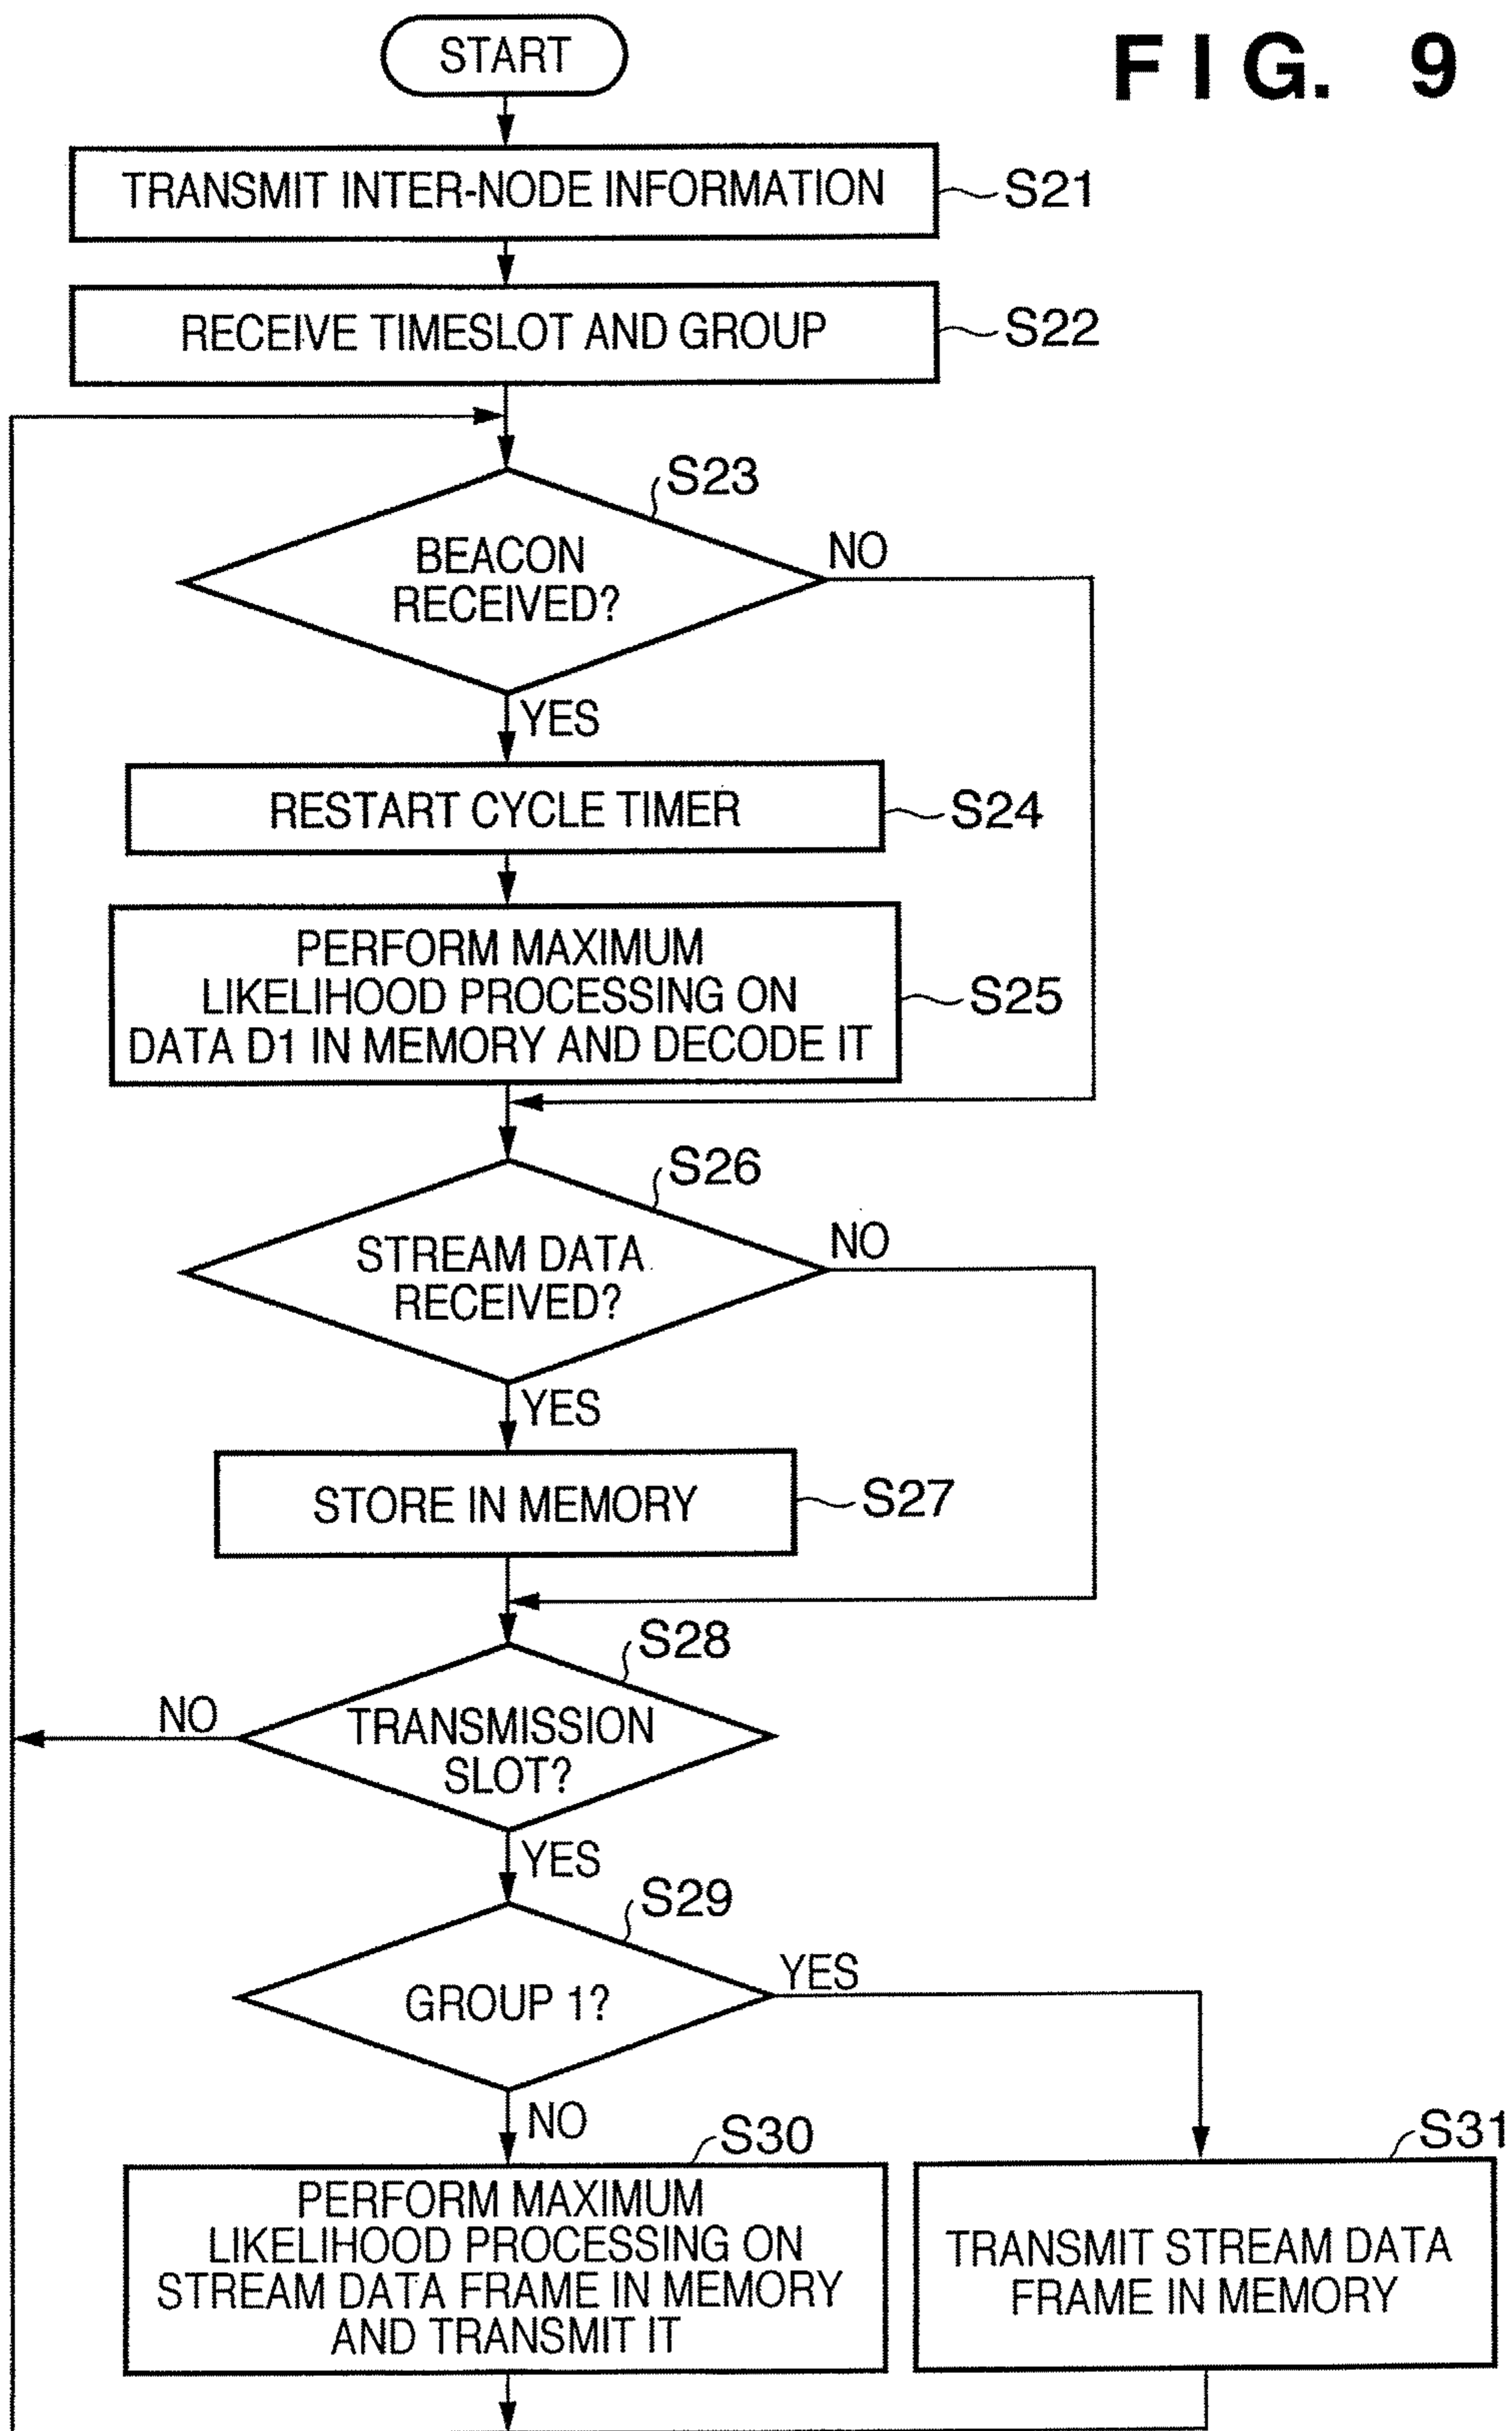 FIG. 9
START
TRANSMIT INTER-NODE INFORMATION
S21
RECEIVE TIMESLOT AND GROUP
S22
S23
BEACON
RECEIVED?
NO
YES
RESTART CYCLE TIMER
S24
PERFORM MAXIMUM
LIKELIHOOD PROCESSING ON
DATA D1 IN MEMORY AND DECODE IT
S25
S26
STREAM DATA
RECEIVED?
NO
YES
STORE IN MEMORY
S27
S28
TRANSMISSION
SLOT?
NO
YES
S29
GROUP 1?
YES
NO
S30
PERFORM MAXIMUM
LIKELIHOOD PROCESSING ON
STREAM DATA FRAME IN MEMORY
AND TRANSMIT IT
S31
TRANSMIT STREAM DATA
FRAME IN MEMORY